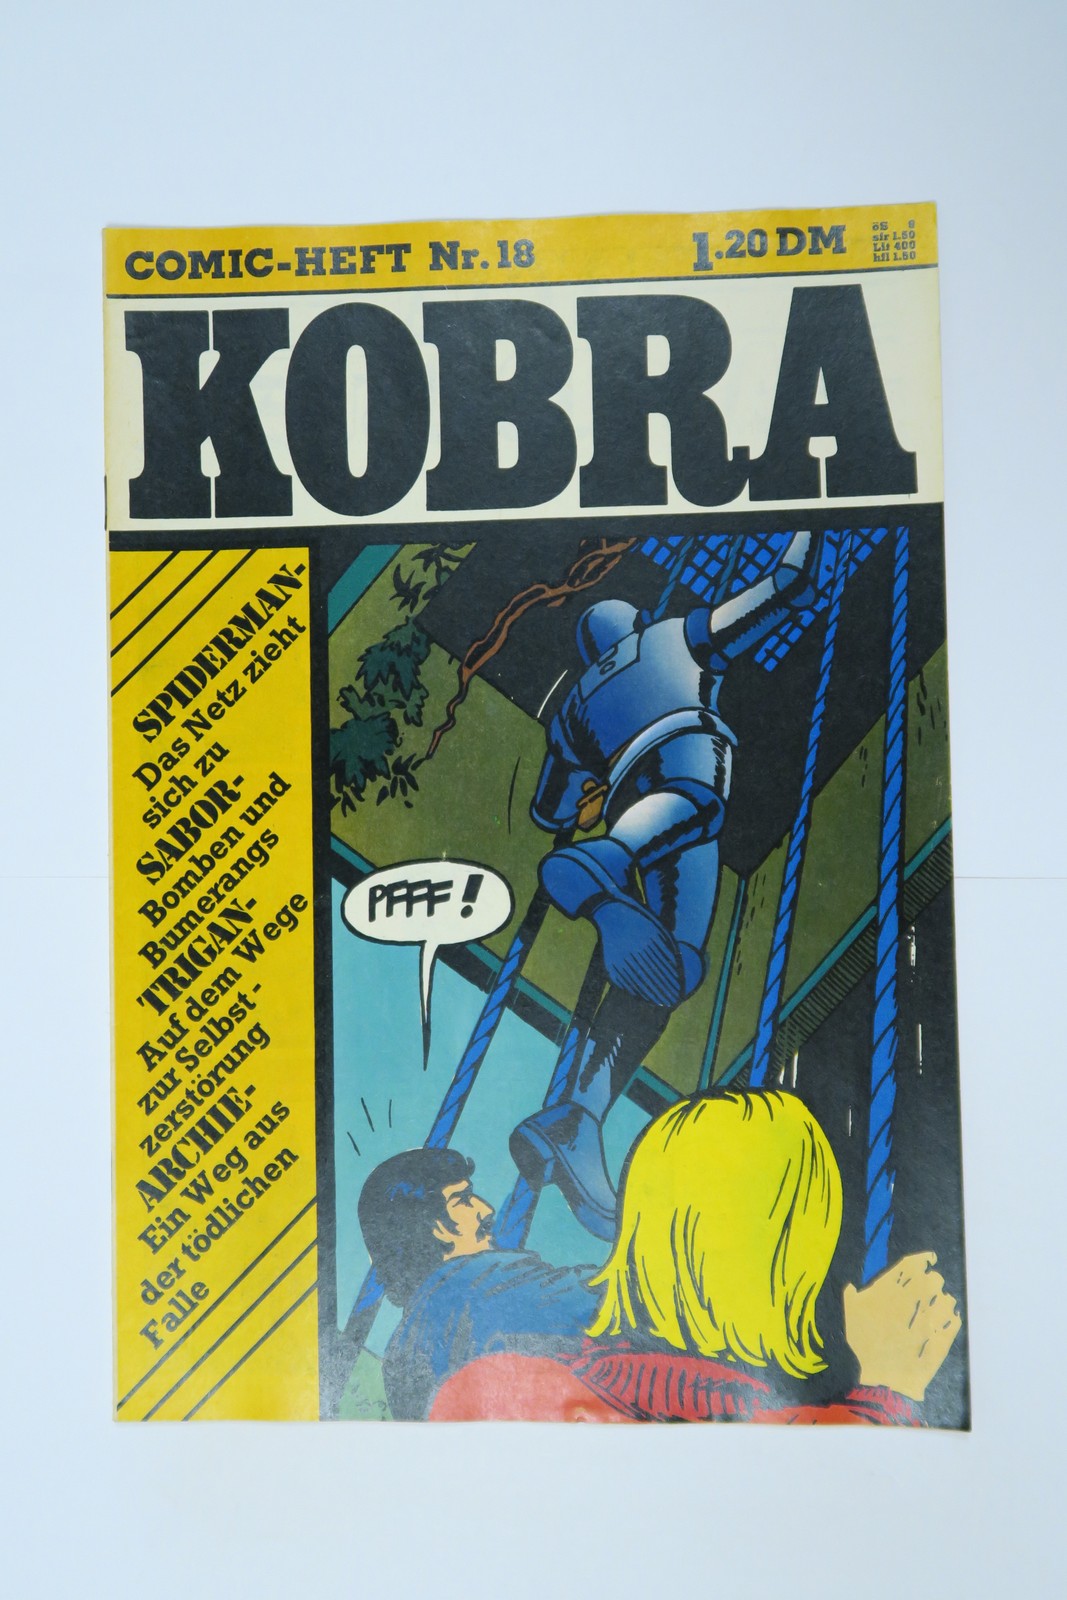 COMIC-HEFT Nr. 18
1.20 DM
öS 8
sfr 1.50
Lit 400
hfl 1.50
KOBRA
SPIDERMAN-
Das Netz zieht
sich zu
SABOR-
Bomben und
Bumerangs
TRIGAN-
Auf dem Wege
zur Selbst-
zerstörung
ARCHIE-
Ein Weg aus
der tödlichen
Falle
PFFF!